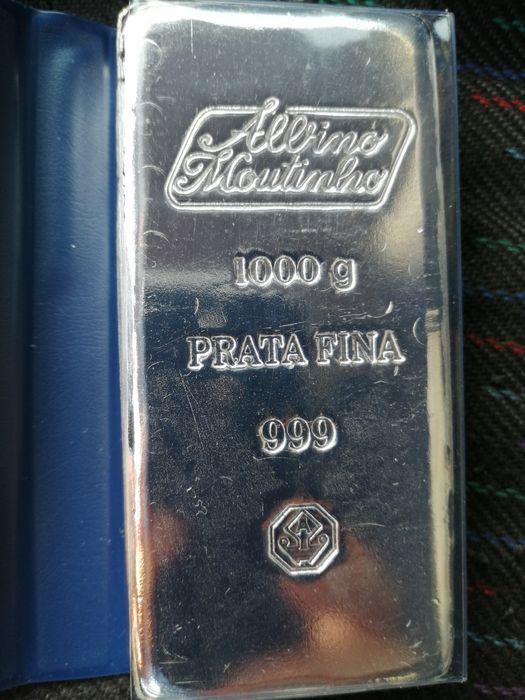 Albino
Moutinho
1000 g
PRATA FINA
999